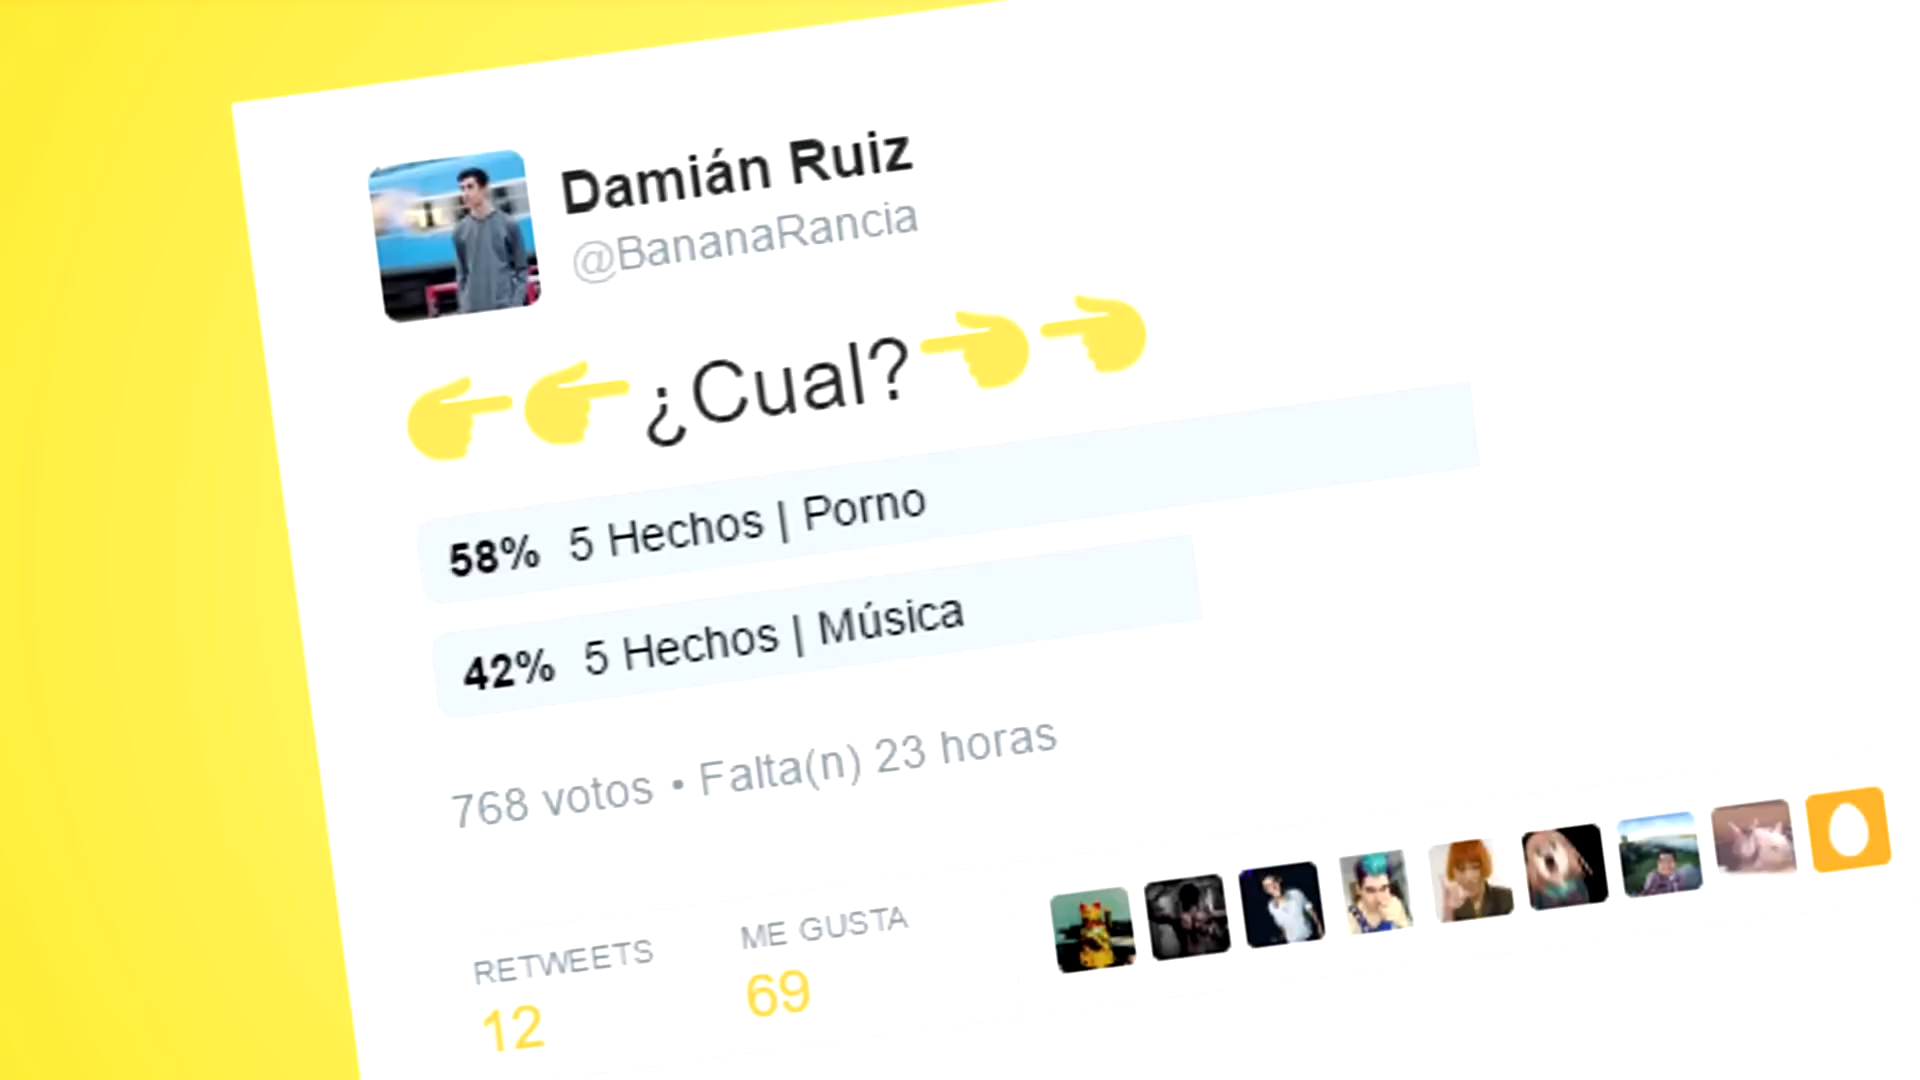 Damián Ruiz
@BananaRancia
👉👉¿Cual?👈👈
58% 5 Hechos | Porno
42% 5 Hechos | Música
768 votos • Falta(n) 23 horas
RETWEETS
12
ME GUSTA
69